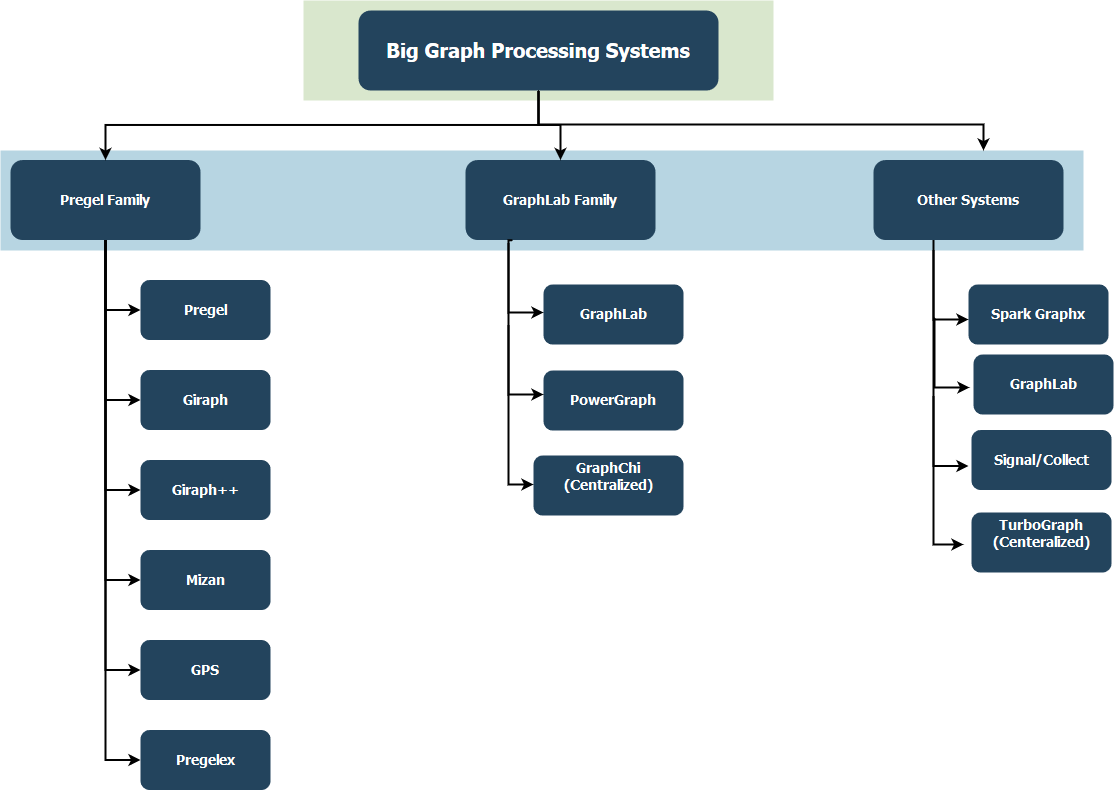 Big Graph Processing Systems
Pregel Family
GraphLab Family
Other Systems
Pregel
Giraph
Giraph++
Mizan
GPS
Pregelex
GraphLab
PowerGraph
GraphChi
(Centralized)
Spark Graphx
GraphLab
Signal/Collect
TurboGraph
(Centeralized)